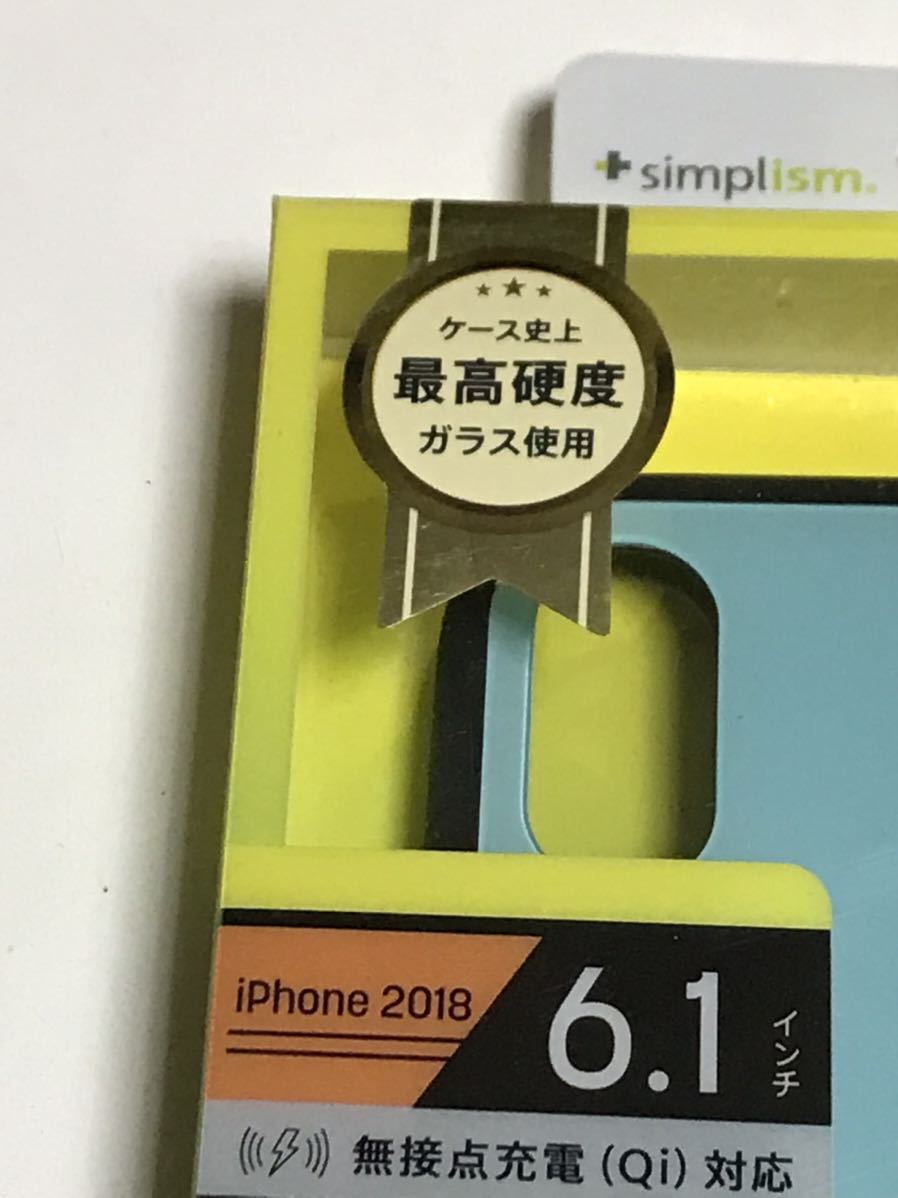 simplism.
ケース史上
最高硬度
ガラス使用
iPhone 2018
6.1インチ
無接点充電(Qi)対応